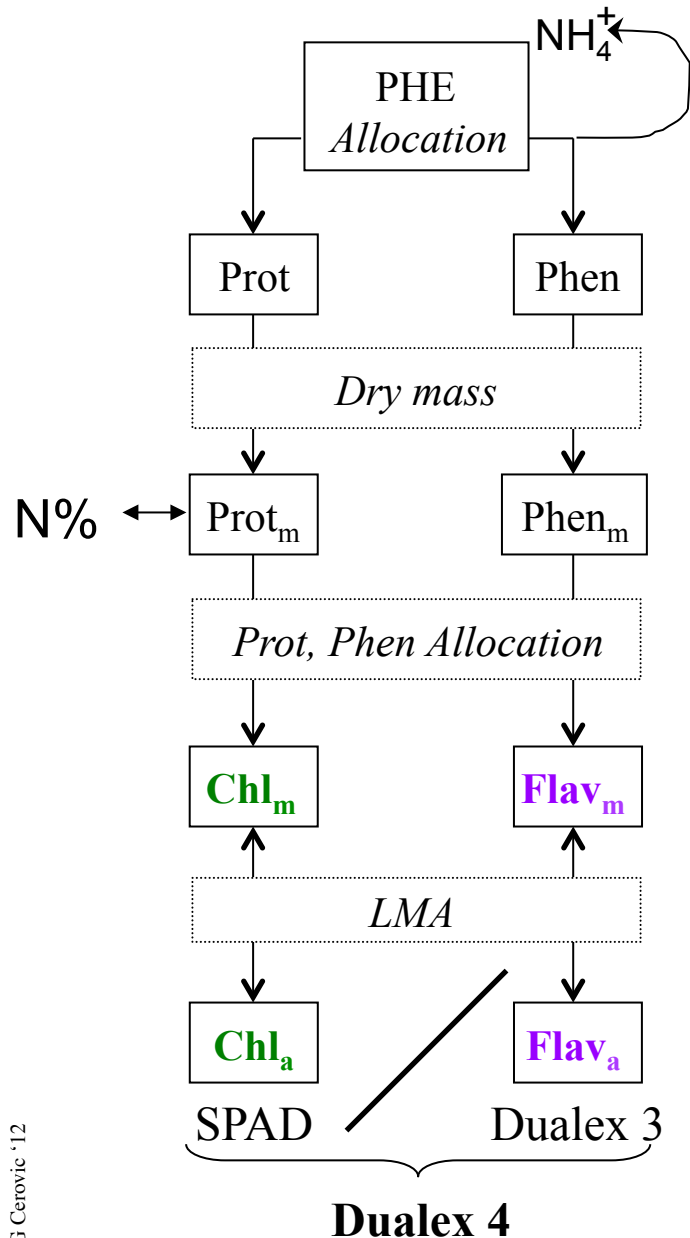 NH₄⁺
PHE
Allocation
Prot Phen
Dry mass
N% Protₘ Phenₘ
Prot, Phen Allocation
Chlₘ Flavₘ
LMA
Chlₐ Flavₐ
SPAD Dualex 3
Dualex 4
Cerovic ‘12